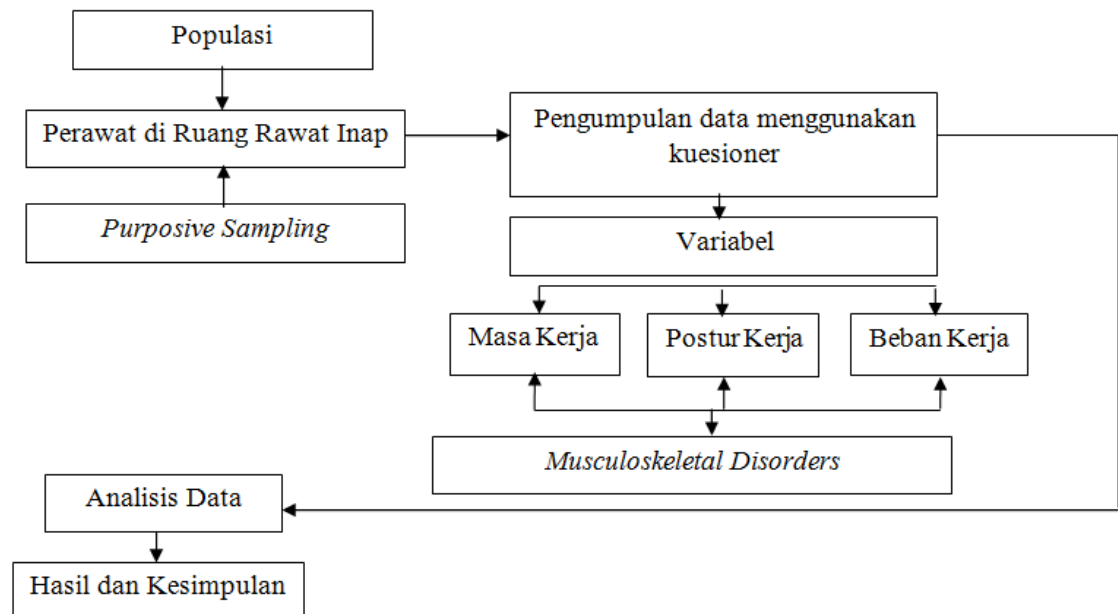 Populasi
Perawat di Ruang Rawat Inap
Purposive Sampling
Pengumpulan data menggunakan
kuesioner
Variabel
Masa Kerja
Postur Kerja
Beban Kerja
Musculoskeletal Disorders
Analisis Data
Hasil dan Kesimpulan